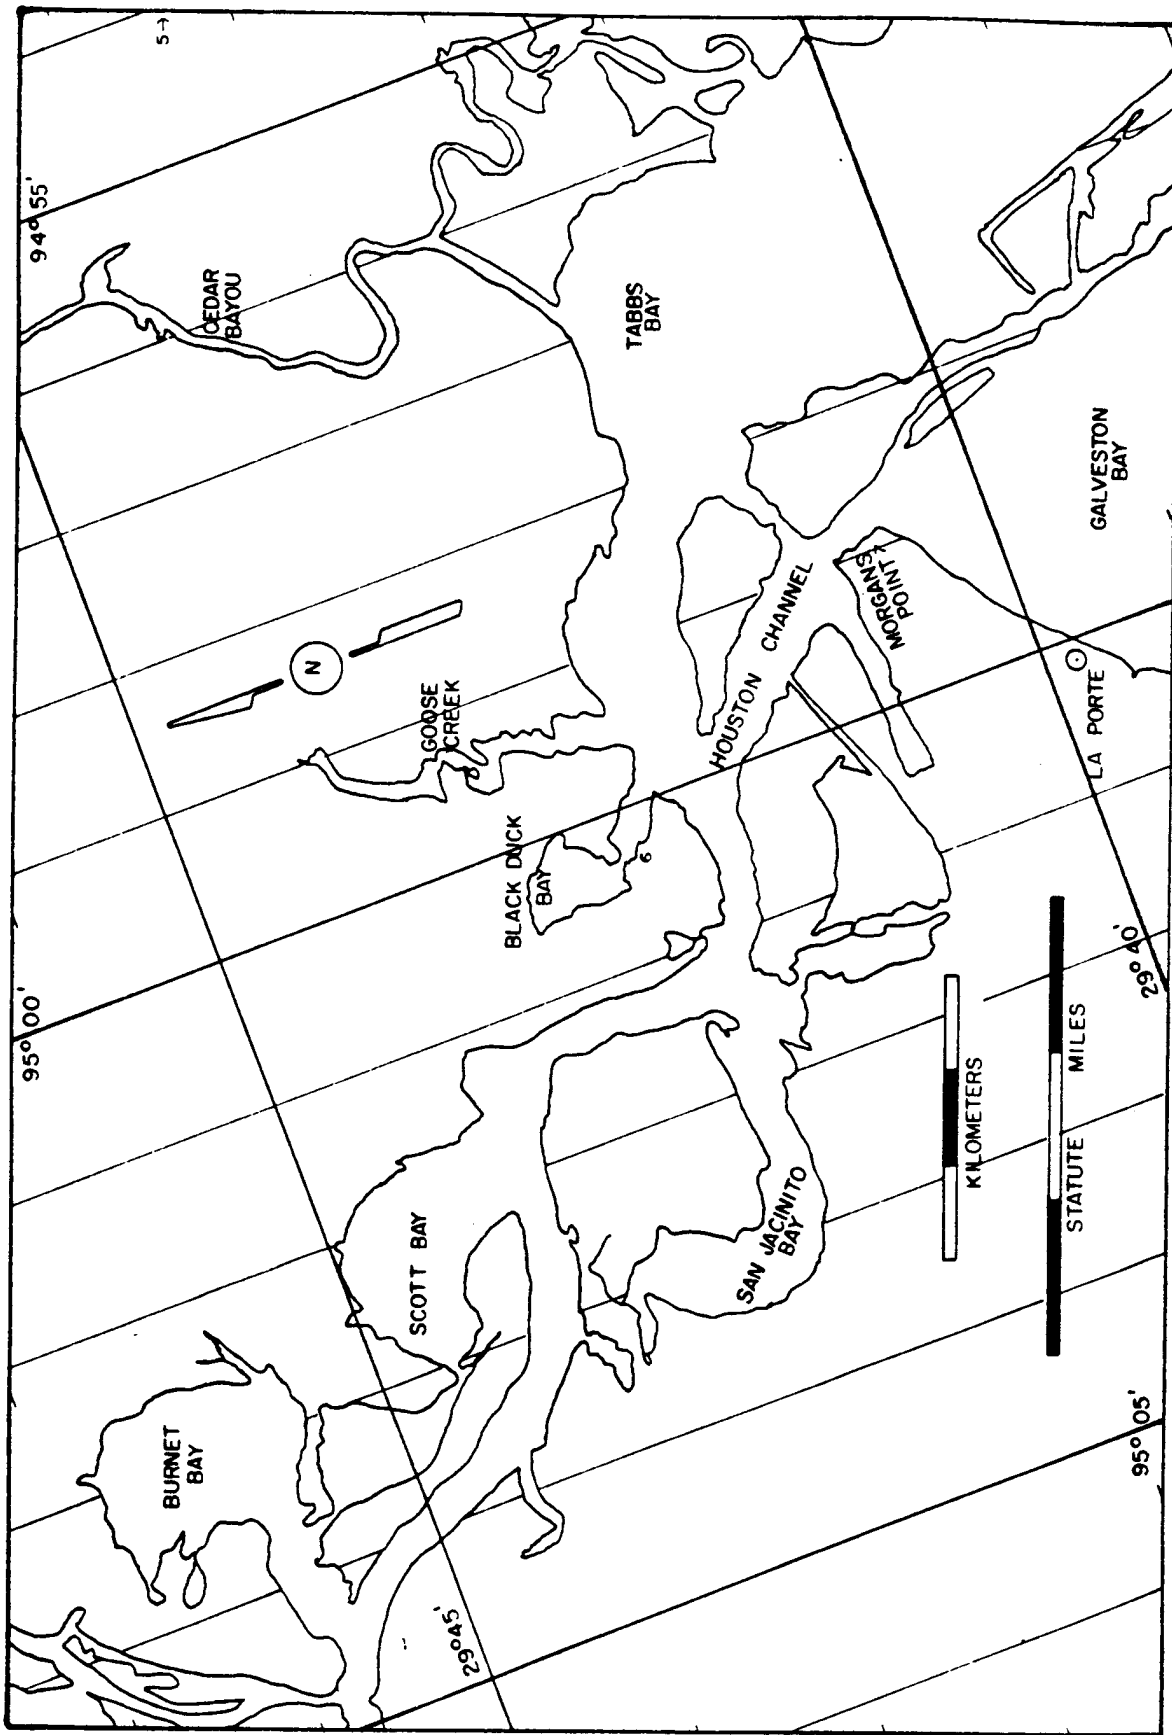 BURNET
BAY
SCOTT BAY
SAN JACINITO
BAY
BLACK DUCK
BAY
GOOSE
CREEK
N
CEDAR
BAYOU
TABBS
BAY
HOUSTON CHANNEL
MORGANS
POINT
GALVESTON
BAY
LA PORTE
6
5→
94° 55'
95° 00'
95° 05'
29° 45'
29° 40'
KILOMETERS
STATUTE MILES